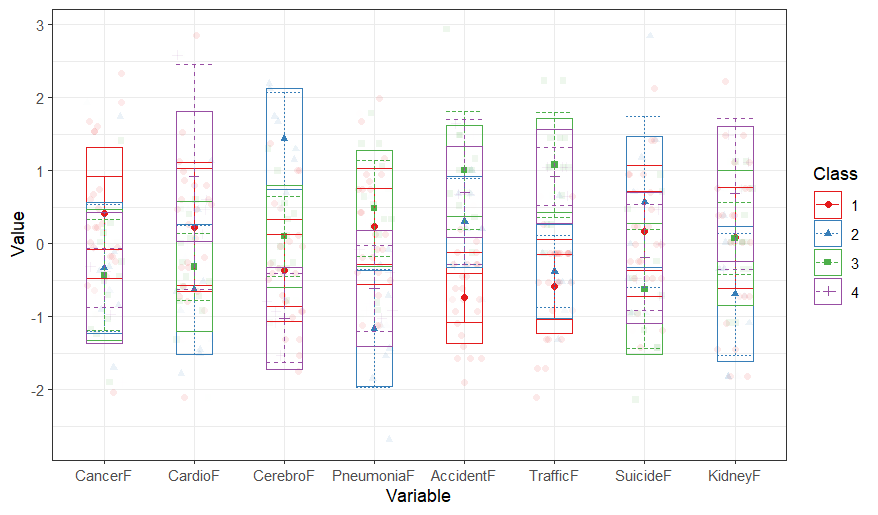 3
2
1
0
-1
-2
Value
CancerF CardioF CerebroF PneumoniaF AccidentF TrafficF SuicideF KidneyF
Variable
Class
1
2
3
4